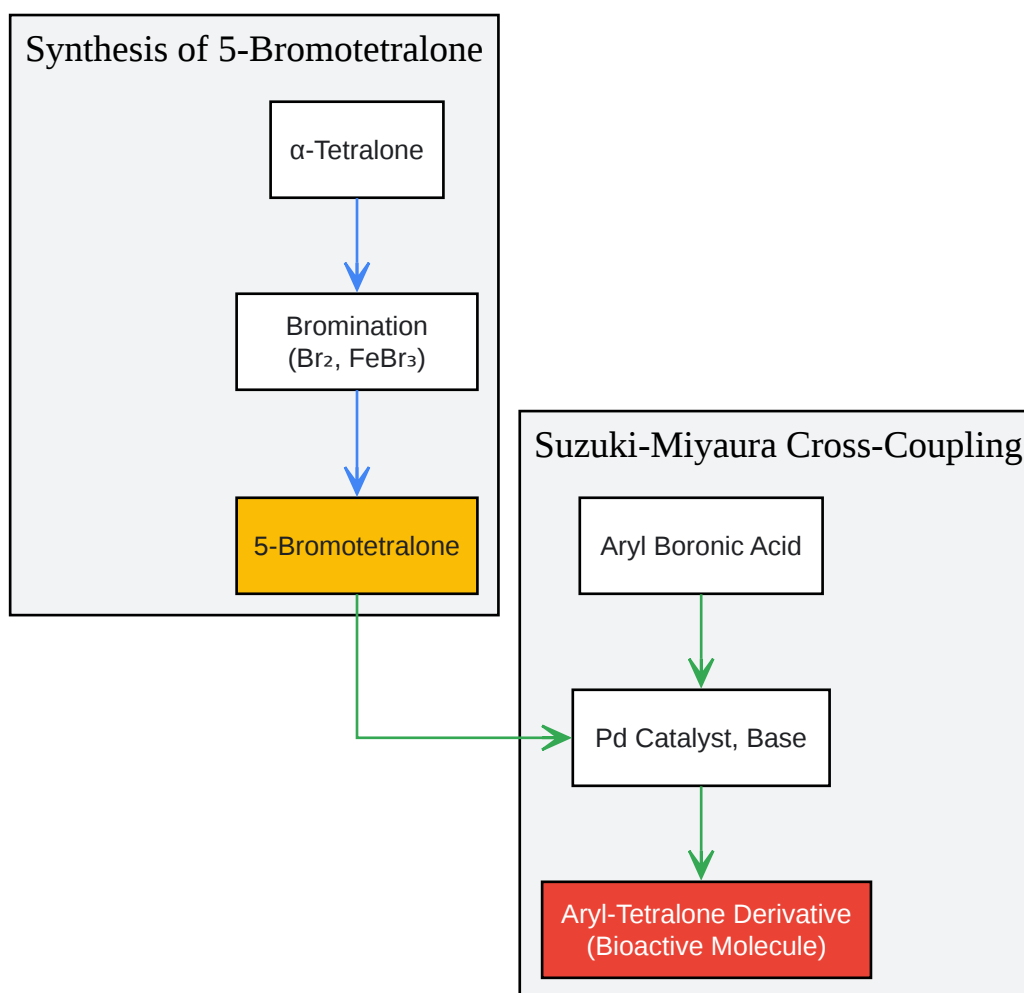 Synthesis of 5-Bromotetralone
α-Tetralone
Bromination
(Br₂, FeBr₃)
5-Bromotetralone
Suzuki-Miyaura Cross-Coupling
Aryl Boronic Acid
Pd Catalyst, Base
Aryl-Tetralone Derivative
(Bioactive Molecule)